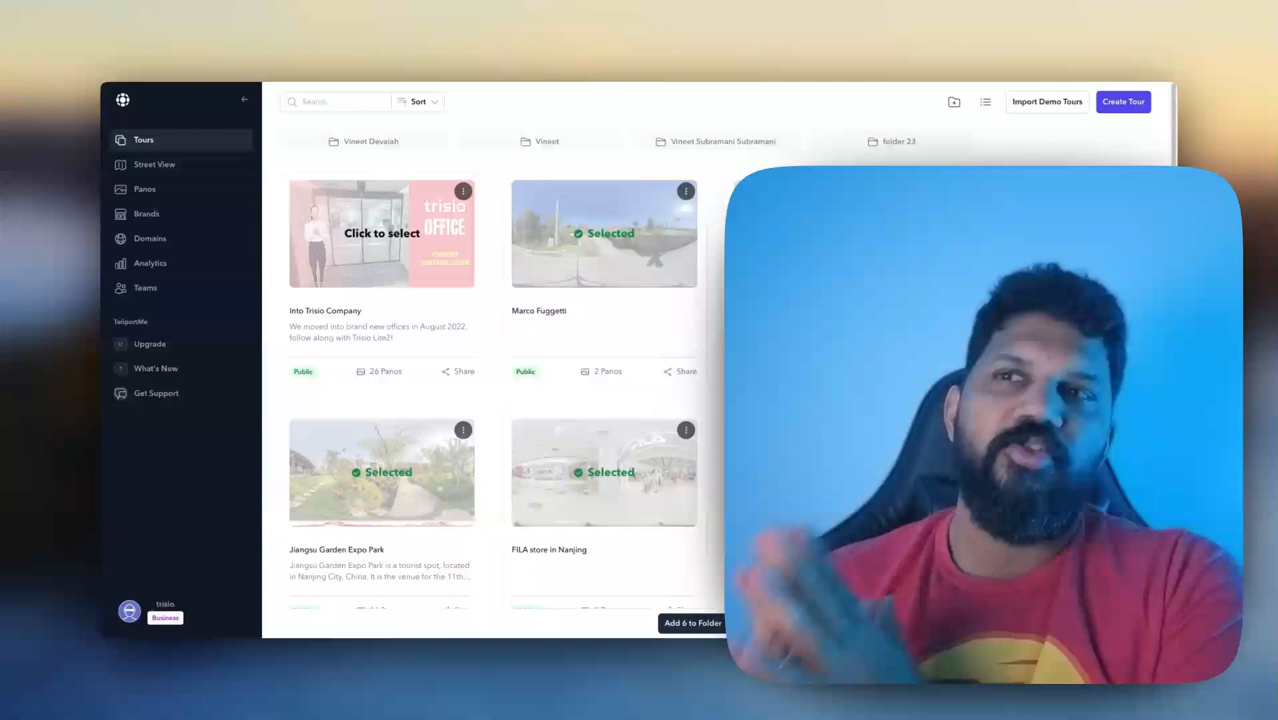 Search
Sort
Import Demo Tours
Create Tour
Tours
Street View
Panos
Brands
Domains
Analytics
Teams
TeliportMe
Upgrade
What's New
Get Support
trisio
Business
Vineet Devaiah
Vineet
Vineet Subramani Subramani
folder 23
trisio
OFFICE
Click to select
Selected
Into Trisio Company
We moved into brand new offices in August 2022,
follow along with Trisio Lite2!
Public
26 Panos
Share
Marco Fuggetti
Public
2 Panos
Share
Selected
Selected
Jiangsu Garden Expo Park
Jiangsu Garden Expo Park is a tourist spot, located
in Nanjing City, China. It is the venue for the 11th...
FILA store in Nanjing
Add 6 to Folder